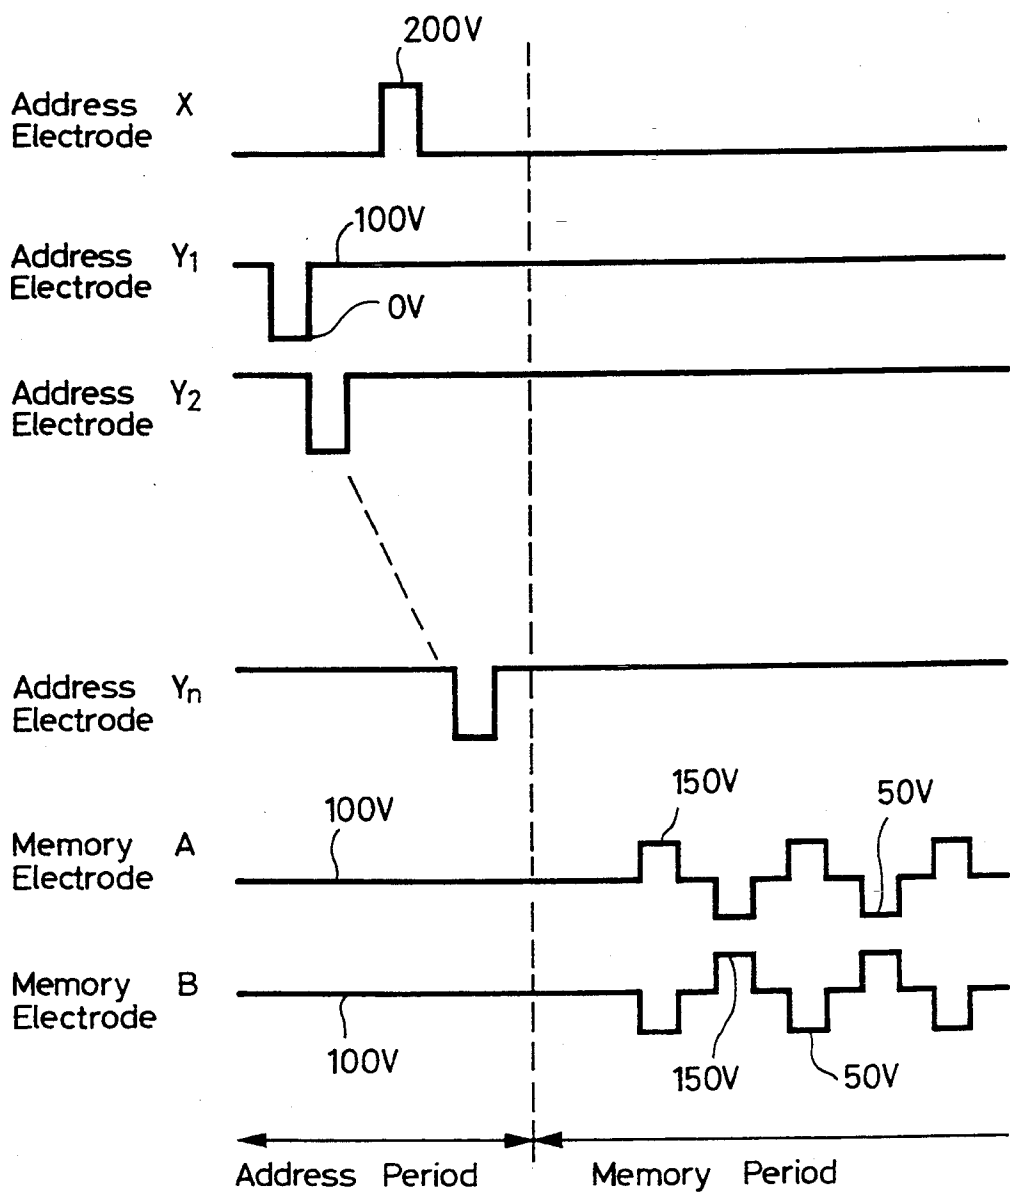 200V
Address X
Electrode
100V
Address Y1
Electrode
0V
Address Y2
Electrode
Address Yn
Electrode
150V
50V
100V
Memory A
Electrode
Memory B
Electrode
100V
150V
50V
Address Period
Memory Period